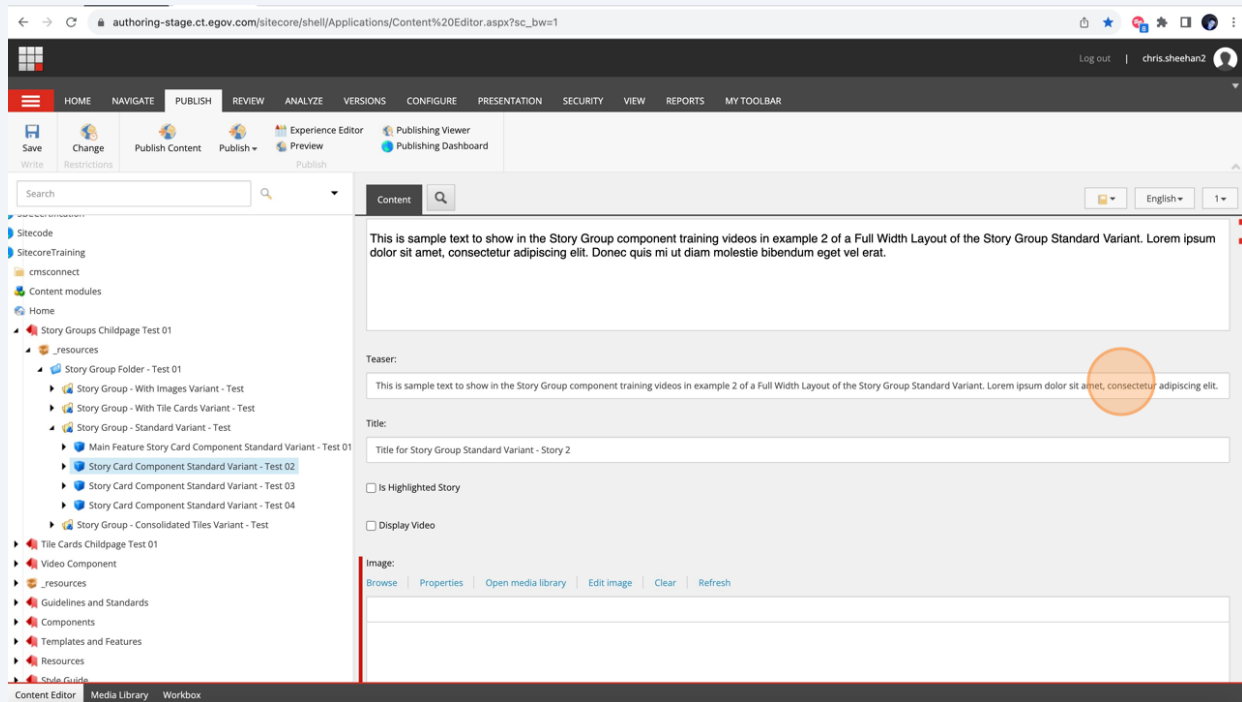 authoring-stage.ct.egov.com/sitecore/shell/Applications/Content%20Editor.aspx?sc_bw=1
Log out | chris.sheehan2
HOME NAVIGATE PUBLISH REVIEW ANALYZE VERSIONS CONFIGURE PRESENTATION SECURITY VIEW REPORTS MY TOOLBAR
Save Change Publish Content Publish Experience Editor Preview Publishing Viewer Publishing Dashboard
Write Restrictions Publish
Search
Content
English 1
Sitecode
SitecoreTraining
cmsconnect
Content modules
Home
Story Groups Childpage Test 01
_resources
Story Group Folder - Test 01
Story Group - With Images Variant - Test
Story Group - With Tile Cards Variant - Test
Story Group - Standard Variant - Test
Main Feature Story Card Component Standard Variant - Test 01
Story Card Component Standard Variant - Test 02
Story Card Component Standard Variant - Test 03
Story Card Component Standard Variant - Test 04
Story Group - Consolidated Tiles Variant - Test
Tile Cards Childpage Test 01
Video Component
_resources
Guidelines and Standards
Components
Templates and Features
Resources
Style Guide
This is sample text to show in the Story Group component training videos in example 2 of a Full Width Layout of the Story Group Standard Variant. Lorem ipsum
dolor sit amet, consectetur adipiscing elit. Donec quis mi ut diam molestie bibendum eget vel erat.
Teaser:
This is sample text to show in the Story Group component training videos in example 2 of a Full Width Layout of the Story Group Standard Variant. Lorem ipsum dolor sit amet, consectetur adipiscing elit.
Title:
Title for Story Group Standard Variant - Story 2
Is Highlighted Story
Display Video
Image:
Browse Properties Open media library Edit image Clear Refresh
Content Editor Media Library Workbox